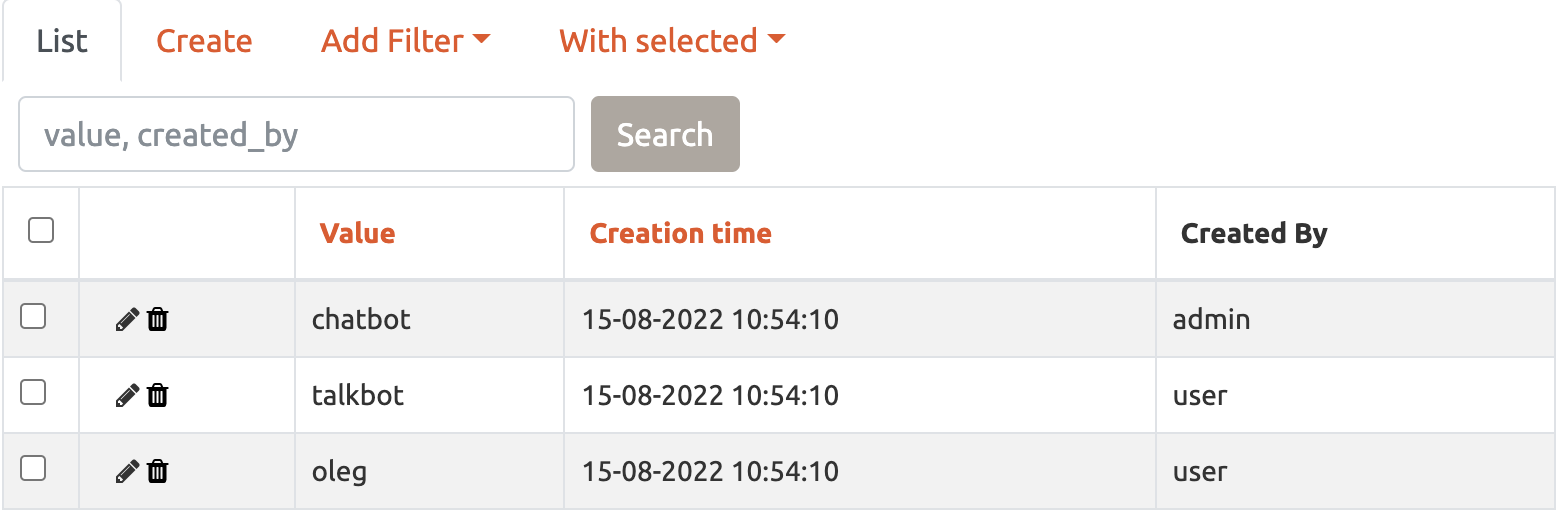 List Create Add Filter With selected
value, created_by Search
Value Creation time Created By
chatbot 15-08-2022 10:54:10 admin
talkbot 15-08-2022 10:54:10 user
oleg 15-08-2022 10:54:10 user